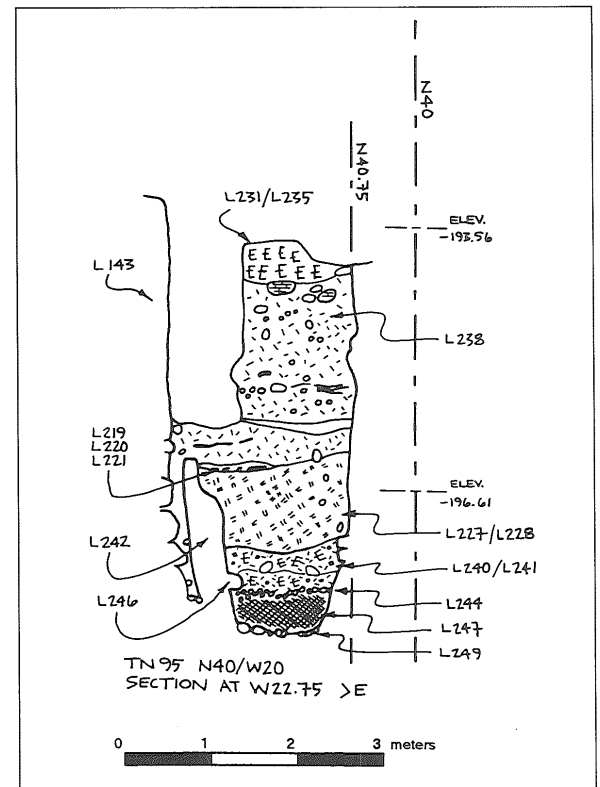 N40
N40.75
L231/L235
ELEV.
-193.56
L143
L238
L219
L220
L221
ELEV.
-196.61
L227/L228
L242
L240/L241
L246
L244
L247
L249
TN95 N40/W20
SECTION AT W22.75 >E
0 1 2 3 meters